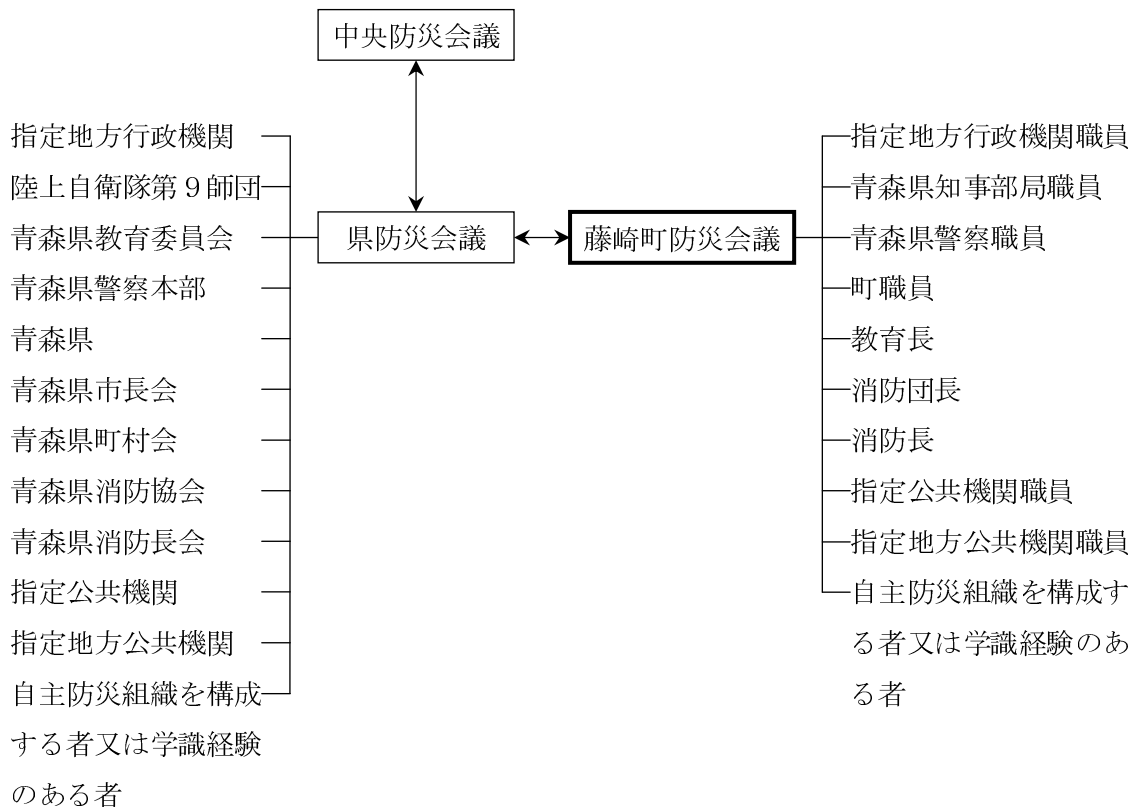 中央防災会議
指定地方行政機関
陸上自衛隊第９師団
青森県教育委員会
青森県警察本部
青森県
青森県市長会
青森県町村会
青森県消防協会
青森県消防長会
指定公共機関
指定地方公共機関
自主防災組織を構成
する者又は学識経験
のある者
県防災会議
藤崎町防災会議
指定地方行政機関職員
青森県知事部局職員
青森県警察職員
町職員
教育長
消防団長
消防長
指定公共機関職員
指定地方公共機関職員
自主防災組織を構成す
る者又は学識経験のあ
る者